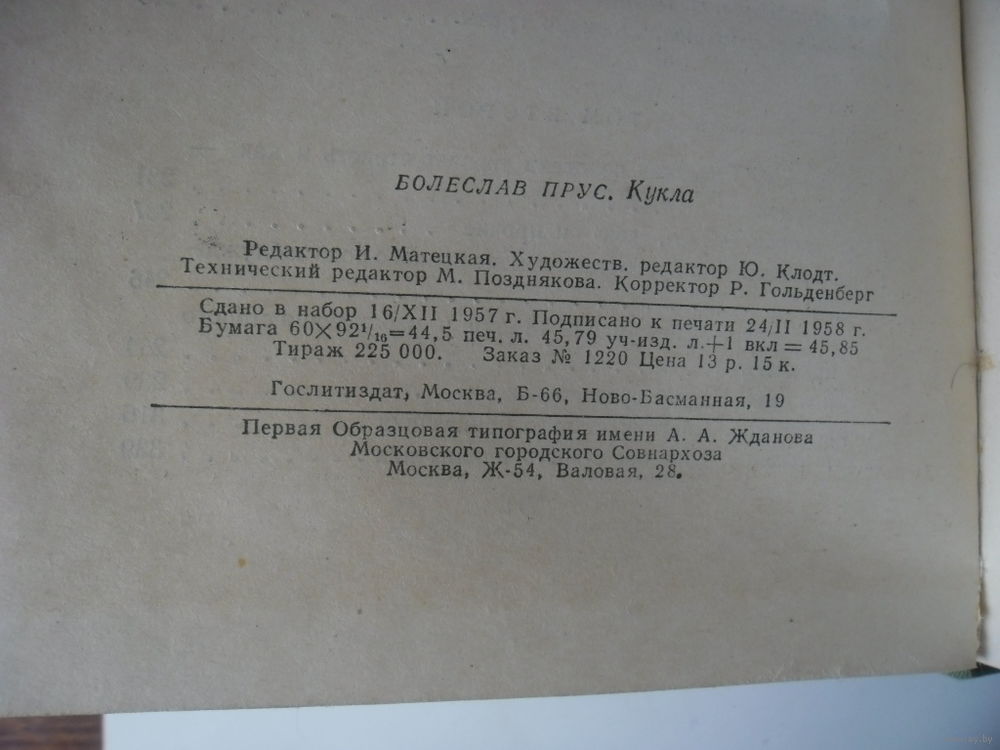 БОЛЕСЛАВ ПРУС. Кукла
Редактор И. Матецкая. Художеств. редактор Ю. Клодт.
Технический редактор М. Позднякова. Корректор Р. Гольденберг
Сдано в набор 16/XII 1957 г. Подписано к печати 24/II 1958 г.
Бумага 60×92¹/₁₆=44,5 печ. л. 45,79 уч-изд. л.+1 вкл=45,85
Тираж 225 000. Заказ № 1220 Цена 13 р. 15 к.
Гослитиздат, Москва, Б-66, Ново-Басманная, 19
Первая Образцовая типография имени А. А. Жданова
Московского городского Совнархоза
Москва, Ж-54, Валовая, 28.